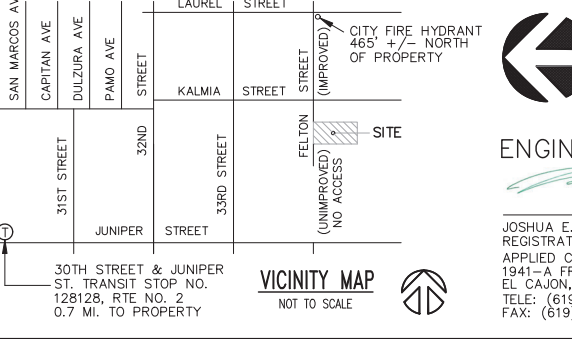 LAUREL STREET
CITY FIRE HYDRANT
465' +/- NORTH
OF PROPERTY
SAN MARCOS AV
CAPITAN AVE
DULZURA AVE
PAMO AVE
STREET
32ND
KALMIA STREET
STREET
(IMPROVED)
FELTON
SITE
(UNIMPROVED)
NO ACCESS
31ST STREET
33RD STREET
JUNIPER STREET
T
30TH STREET & JUNIPER
ST. TRANSIT STOP NO.
128128, RTE NO. 2
0.7 MI. TO PROPERTY
VICINITY MAP
NOT TO SCALE
ENGIN
JOSHUA E.
REGISTRAT
APPLIED C
1941-A FR
EL CAJON,
TELE: (619
FAX: (619)